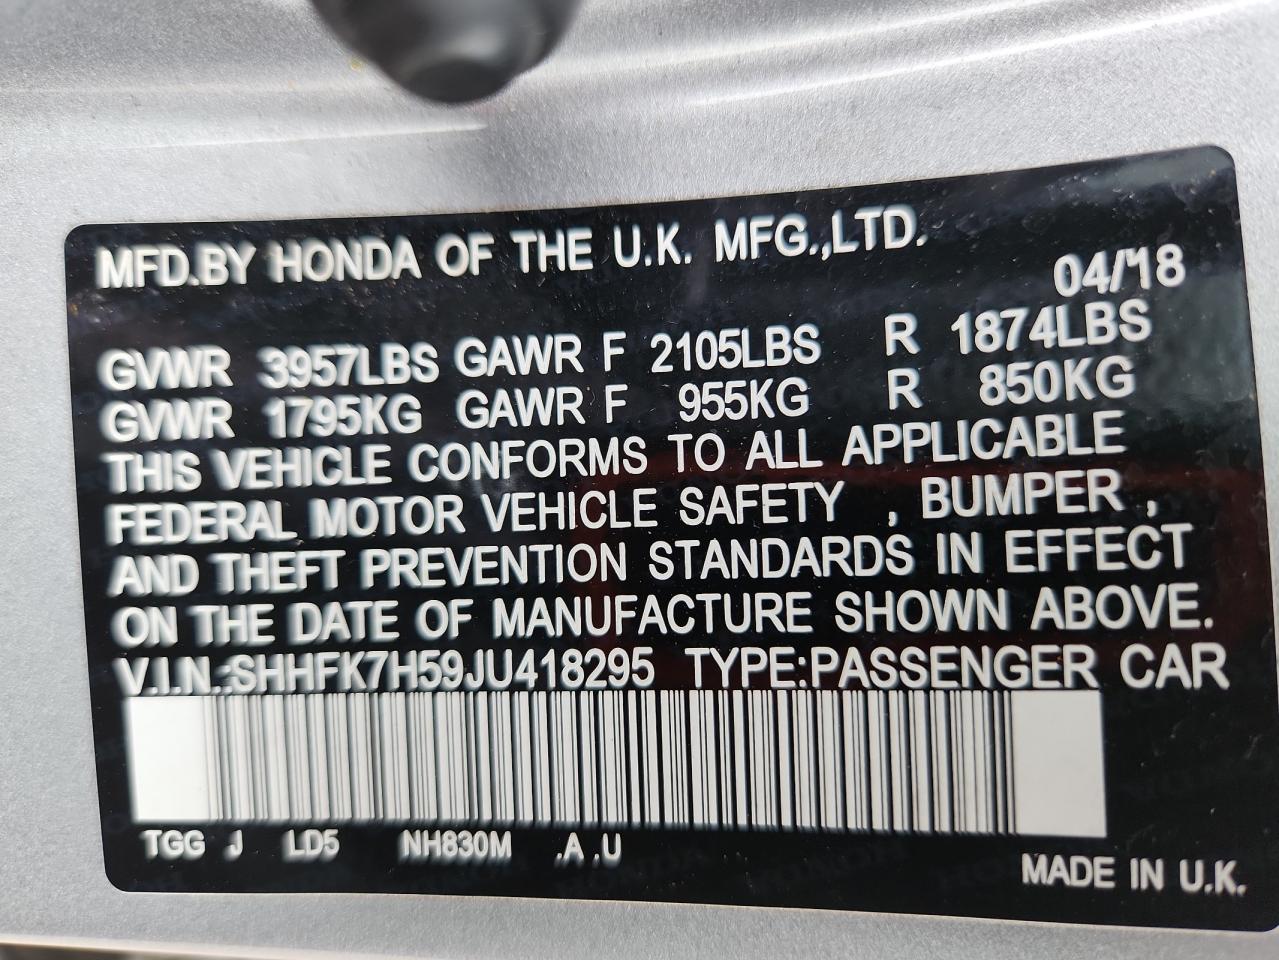 MFD.BY HONDA OF THE U.K. MFG.,LTD.
04/'18
GVWR 3957LBS GAWR F 2105LBS R 1874LBS
GVWR 1795KG GAWR F 955KG R 850KG
THIS VEHICLE CONFORMS TO ALL APPLICABLE
FEDERAL MOTOR VEHICLE SAFETY , BUMPER ,
AND THEFT PREVENTION STANDARDS IN EFFECT
ON THE DATE OF MANUFACTURE SHOWN ABOVE.
V.I.N.:SHHFK7H59JU418295 TYPE:PASSENGER CAR
TGG J LD5 NH830M .A .U
MADE IN U.K.